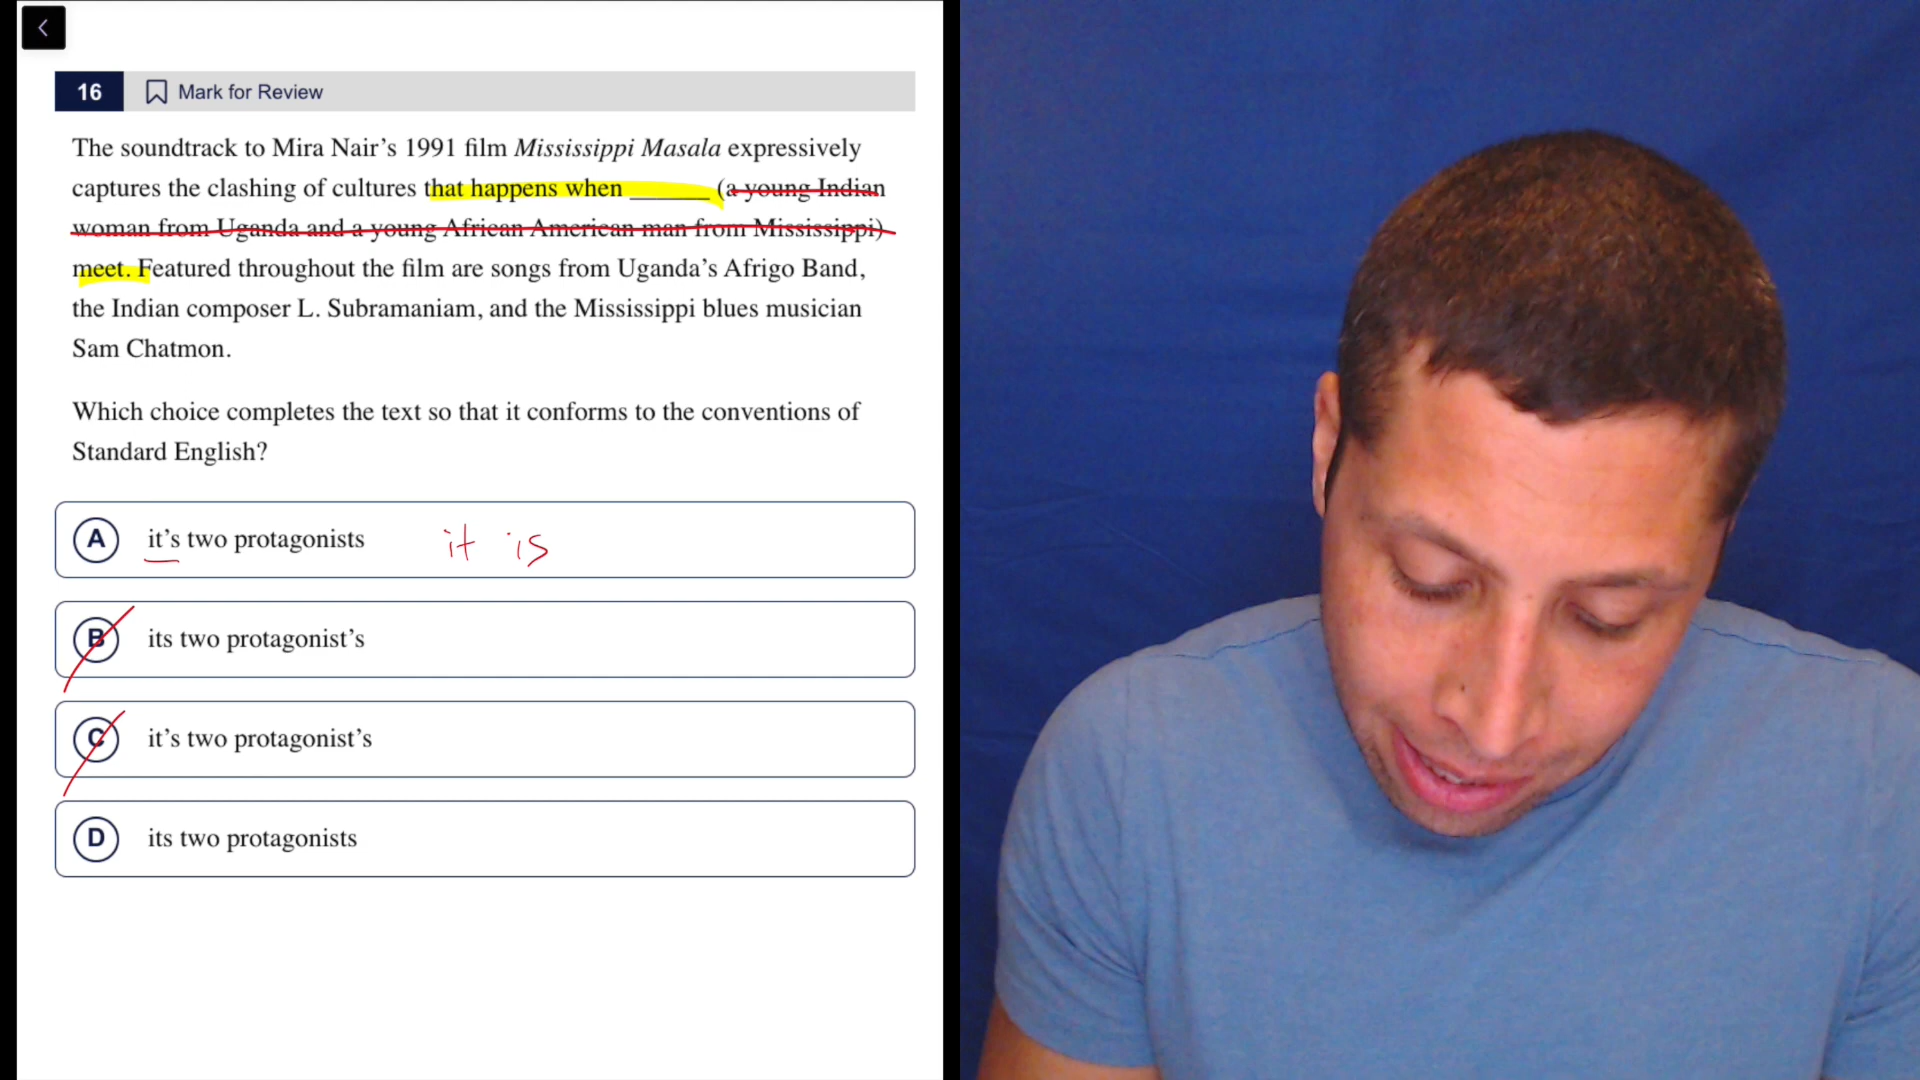 16 Mark for Review
The soundtrack to Mira Nair's 1991 film Mississippi Masala expressively
captures the clashing of cultures that happens when ______ (a young Indian
woman from Uganda and a young African American man from Mississippi)
meet. Featured throughout the film are songs from Uganda's Afrigo Band,
the Indian composer L. Subramaniam, and the Mississippi blues musician
Sam Chatmon.
Which choice completes the text so that it conforms to the conventions of
Standard English?
A it's two protagonists it is
B its two protagonist's
C it's two protagonist's
D its two protagonists